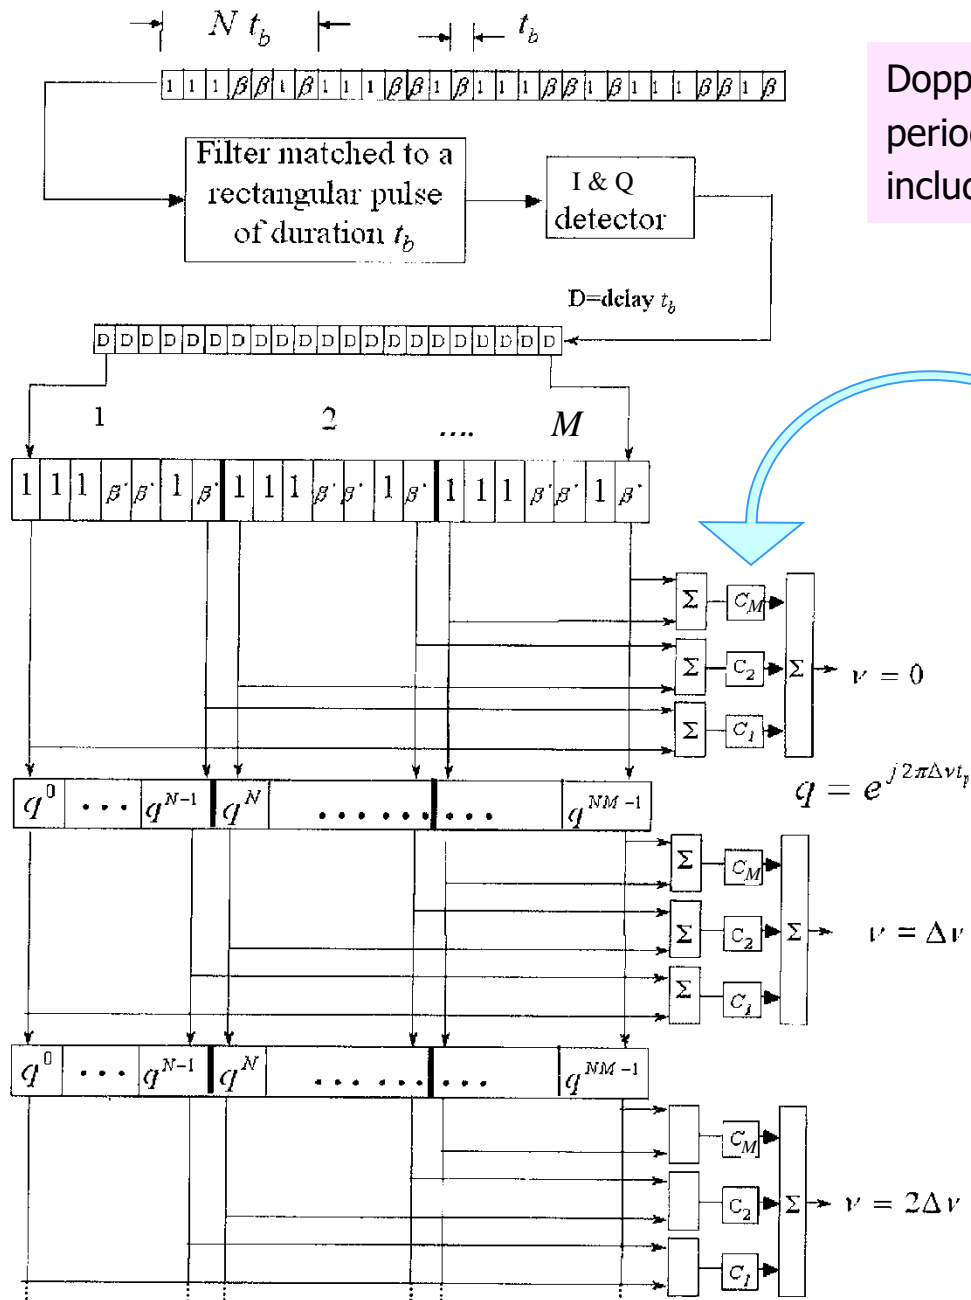 N t_b
t_b
1 1 1 β β 1 β 1 1 1 β β 1 β 1 1 1 β β 1 β 1 1 1 β β 1 β
Dopp
period
includ
Filter matched to a
rectangular pulse
of duration t_b
I & Q
detector
D=delay t_b
D D D D D D D D D D D D D D D D D D D D
1 2 .... M
1 1 1 β* β* 1 β* 1 1 1 β* β* 1 β* 1 1 1 β* β* 1 β*
Σ C_M
Σ C_2 Σ ν = 0
Σ C_1
q = e^{j2πΔνt_p}
q^0 ··· q^{N-1} q^N ········· q^{NM-1}
Σ C_M
Σ C_2 Σ ν = Δν
Σ C_1
q^0 ··· q^{N-1} q^N ········· q^{NM-1}
C_M
C_2 Σ ν = 2Δν
C_1